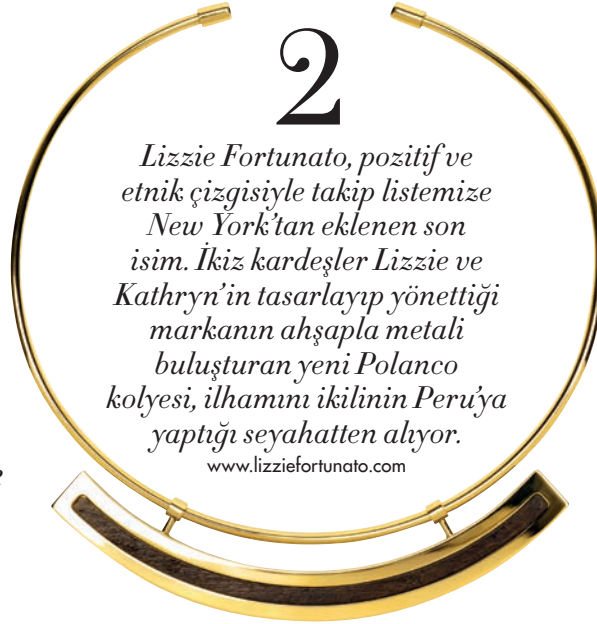 2
Lizzie Fortunato, pozitif ve
etnik çizgisiyle takip listemize
New York'tan eklenen son
isim. İkiz kardeşler Lizzie ve
Kathryn'in tasarlayıp yönettiği
markanın ahşapla metali
buluşturan yeni Polanco
kolyesi, ilhamını ikilinin Peru'ya
yaptığı seyahatten alıyor.
www.lizziefortunato.com